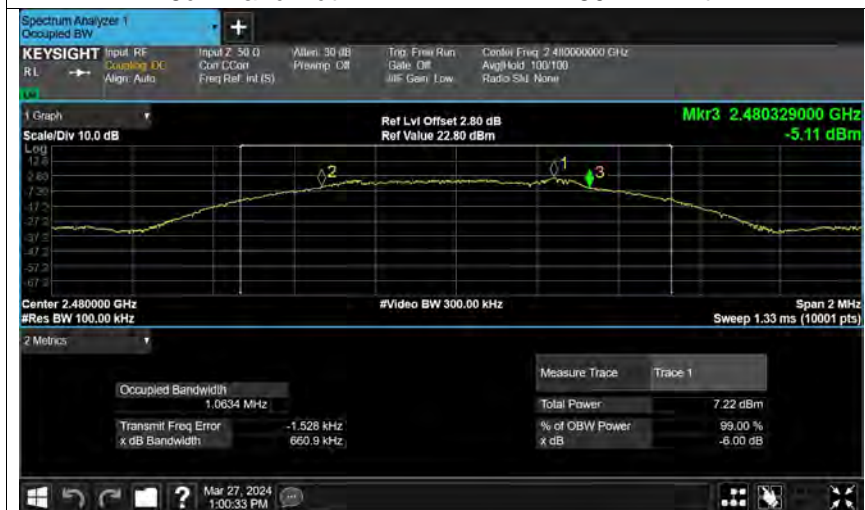 Spectrum Analyzer 1
Occupied BW
+
KEYSIGHT Input: RF Input Z: 50 Ω Atten: 30 dB Trig: Free Run Center Freq: 2.480000000 GHz
RL Coupling: DC Corr CCorr Preamp: Off Gate: Off Avg|Hold: 100/100
Align: Auto Freq Ref: Int (S) #IF Gain: Low Radio Std: None
1 Graph Ref Lvl Offset 2.80 dB Mkr3 2.480329000 GHz
Scale/Div 10.0 dB Ref Value 22.80 dBm -5.11 dBm
Log
12.8
2.80
-7.20
-17.2
-27.2
-37.2
-47.2
-57.2
-67.2
2
1
3
Center 2.480000 GHz #Video BW 300.00 kHz Span 2 MHz
#Res BW 100.00 kHz Sweep 1.33 ms (10001 pts)
2 Metrics
Measure Trace Trace 1
Occupied Bandwidth
1.0634 MHz Total Power 7.22 dBm
Transmit Freq Error -1.528 kHz % of OBW Power 99.00 %
x dB Bandwidth 660.9 kHz x dB -6.00 dB
? Mar 27, 2024
1:00:33 PM